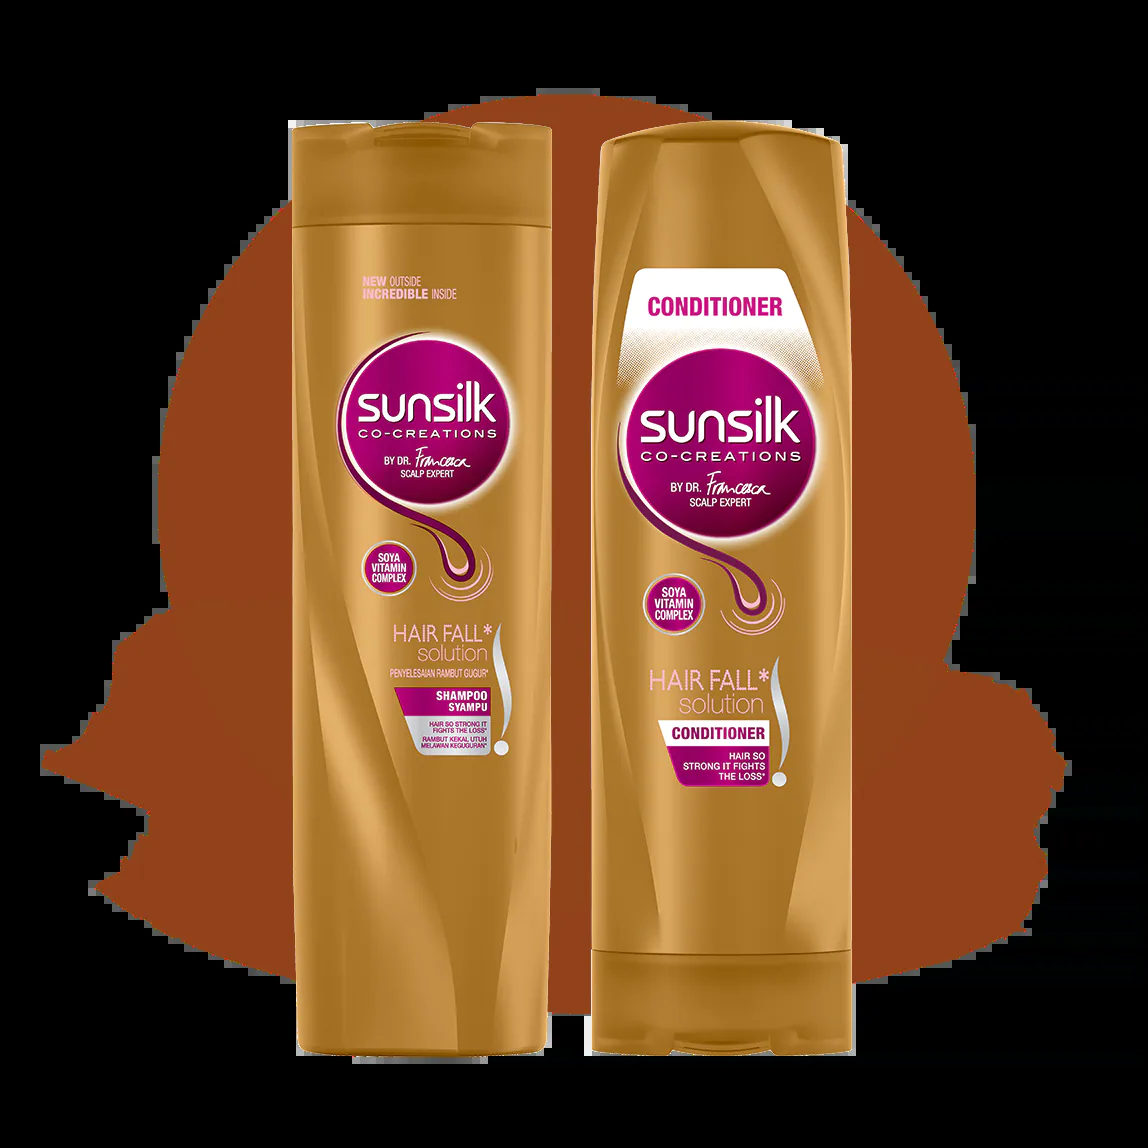 NEW OUTSIDE
INCREDIBLE INSIDE
sunsilk
CO-CREATIONS
BY DR. Francesca
SCALP EXPERT
SOYA
VITAMIN
COMPLEX
HAIR FALL*
solution
PENYELESAIAN RAMBUT GUGUR*
SHAMPOO
SYAMPU
HAIR SO STRONG IT
FIGHTS THE LOSS*
RAMBUT KEKAL UTUH
MELAWAN KEGUGURAN*
CONDITIONER
sunsilk
CO-CREATIONS
BY DR. Francesca
SCALP EXPERT
SOYA
VITAMIN
COMPLEX
HAIR FALL*
solution
CONDITIONER
HAIR SO
STRONG IT FIGHTS
THE LOSS*